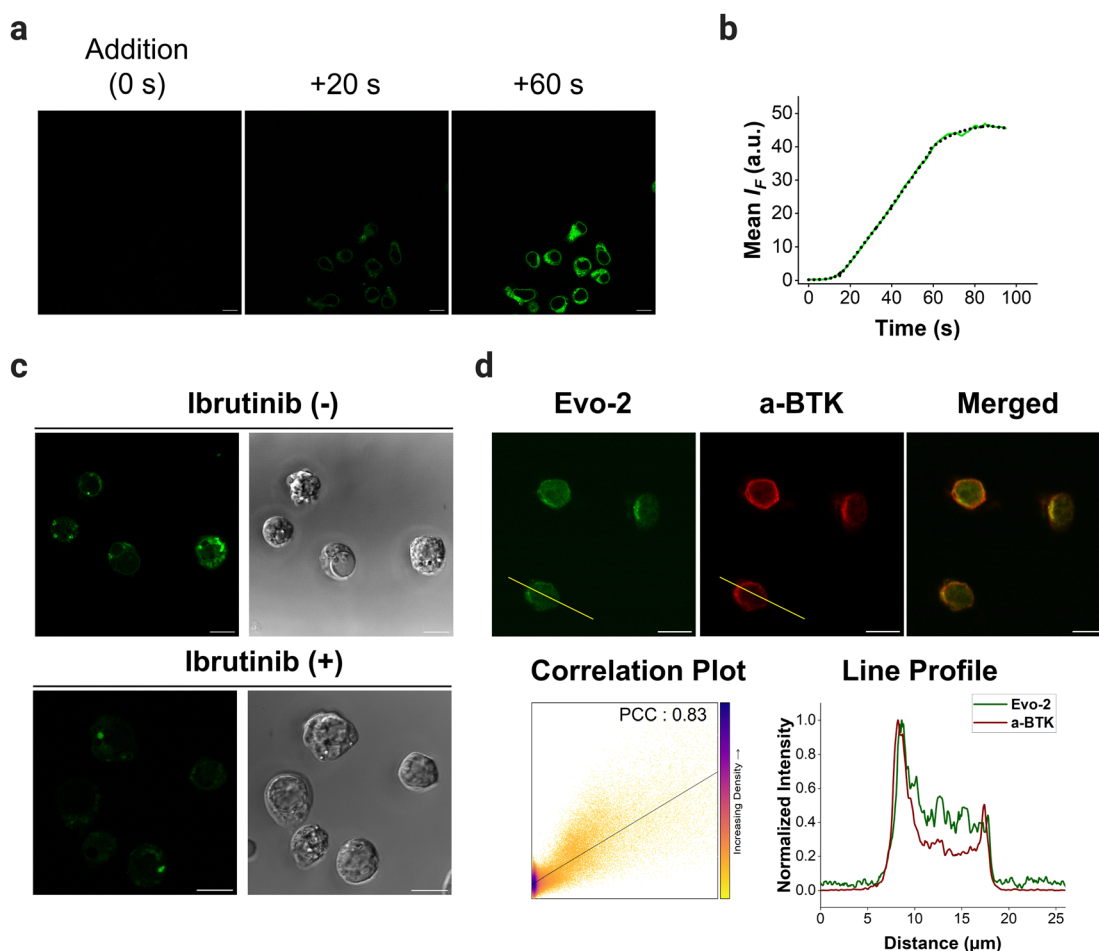 a
Addition
(0 s)
+20 s
+60 s
b
50
40
30
20
10
0
Mean I_F (a.u.)
0 20 40 60 80 100
Time (s)
c
Ibrutinib (-)
Ibrutinib (+)
d
Evo-2
a-BTK
Merged
Correlation Plot
PCC : 0.83
Increasing Density →
Line Profile
Evo-2
a-BTK
1.0
0.8
0.6
0.4
0.2
0.0
Normalized Intensity
0 5 10 15 20 25
Distance (μm)